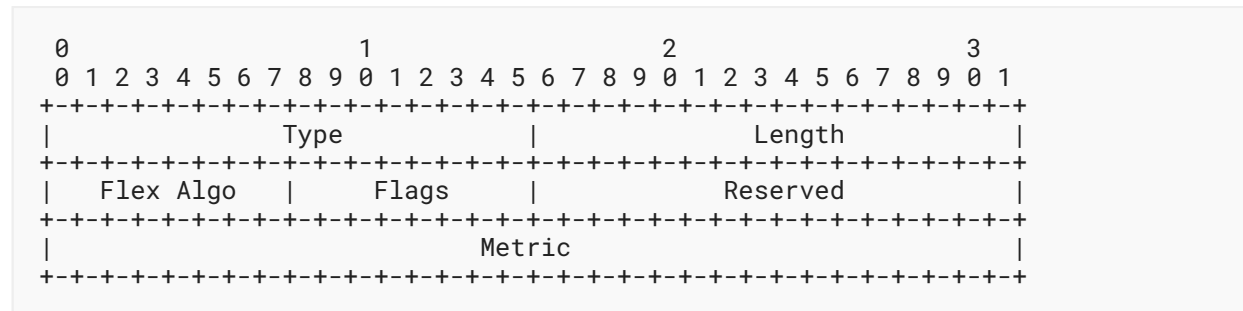 0                   1                   2                   3
 0 1 2 3 4 5 6 7 8 9 0 1 2 3 4 5 6 7 8 9 0 1 2 3 4 5 6 7 8 9 0 1
+-+-+-+-+-+-+-+-+-+-+-+-+-+-+-+-+-+-+-+-+-+-+-+-+-+-+-+-+-+-+-+-+
|               Type            |              Length           |
+-+-+-+-+-+-+-+-+-+-+-+-+-+-+-+-+-+-+-+-+-+-+-+-+-+-+-+-+-+-+-+-+
|   Flex Algo   |     Flags     |            Reserved           |
+-+-+-+-+-+-+-+-+-+-+-+-+-+-+-+-+-+-+-+-+-+-+-+-+-+-+-+-+-+-+-+-+
|                            Metric                             |
+-+-+-+-+-+-+-+-+-+-+-+-+-+-+-+-+-+-+-+-+-+-+-+-+-+-+-+-+-+-+-+-+